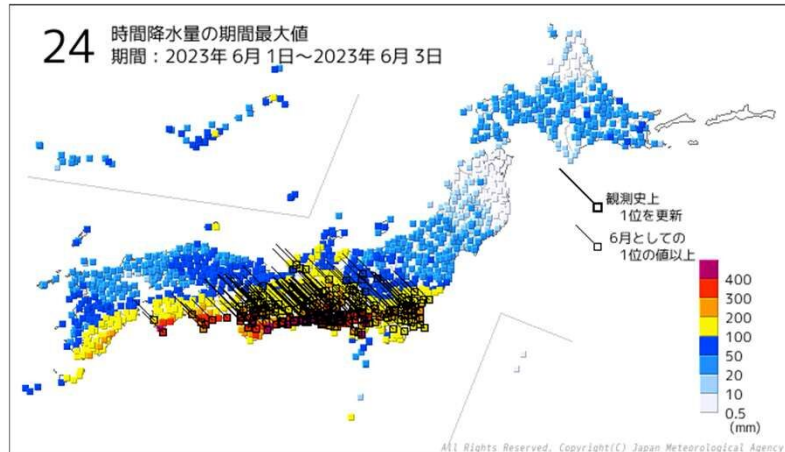 24
時間降水量の期間最大値
期間：2023年 6月 1日～2023年 6月 3日
観測史上
1位を更新
6月としての
1位の値以上
400
300
200
100
50
20
10
0.5
(mm)
All Rights Reserved, Copyright(C) Japan Meteorological Agency